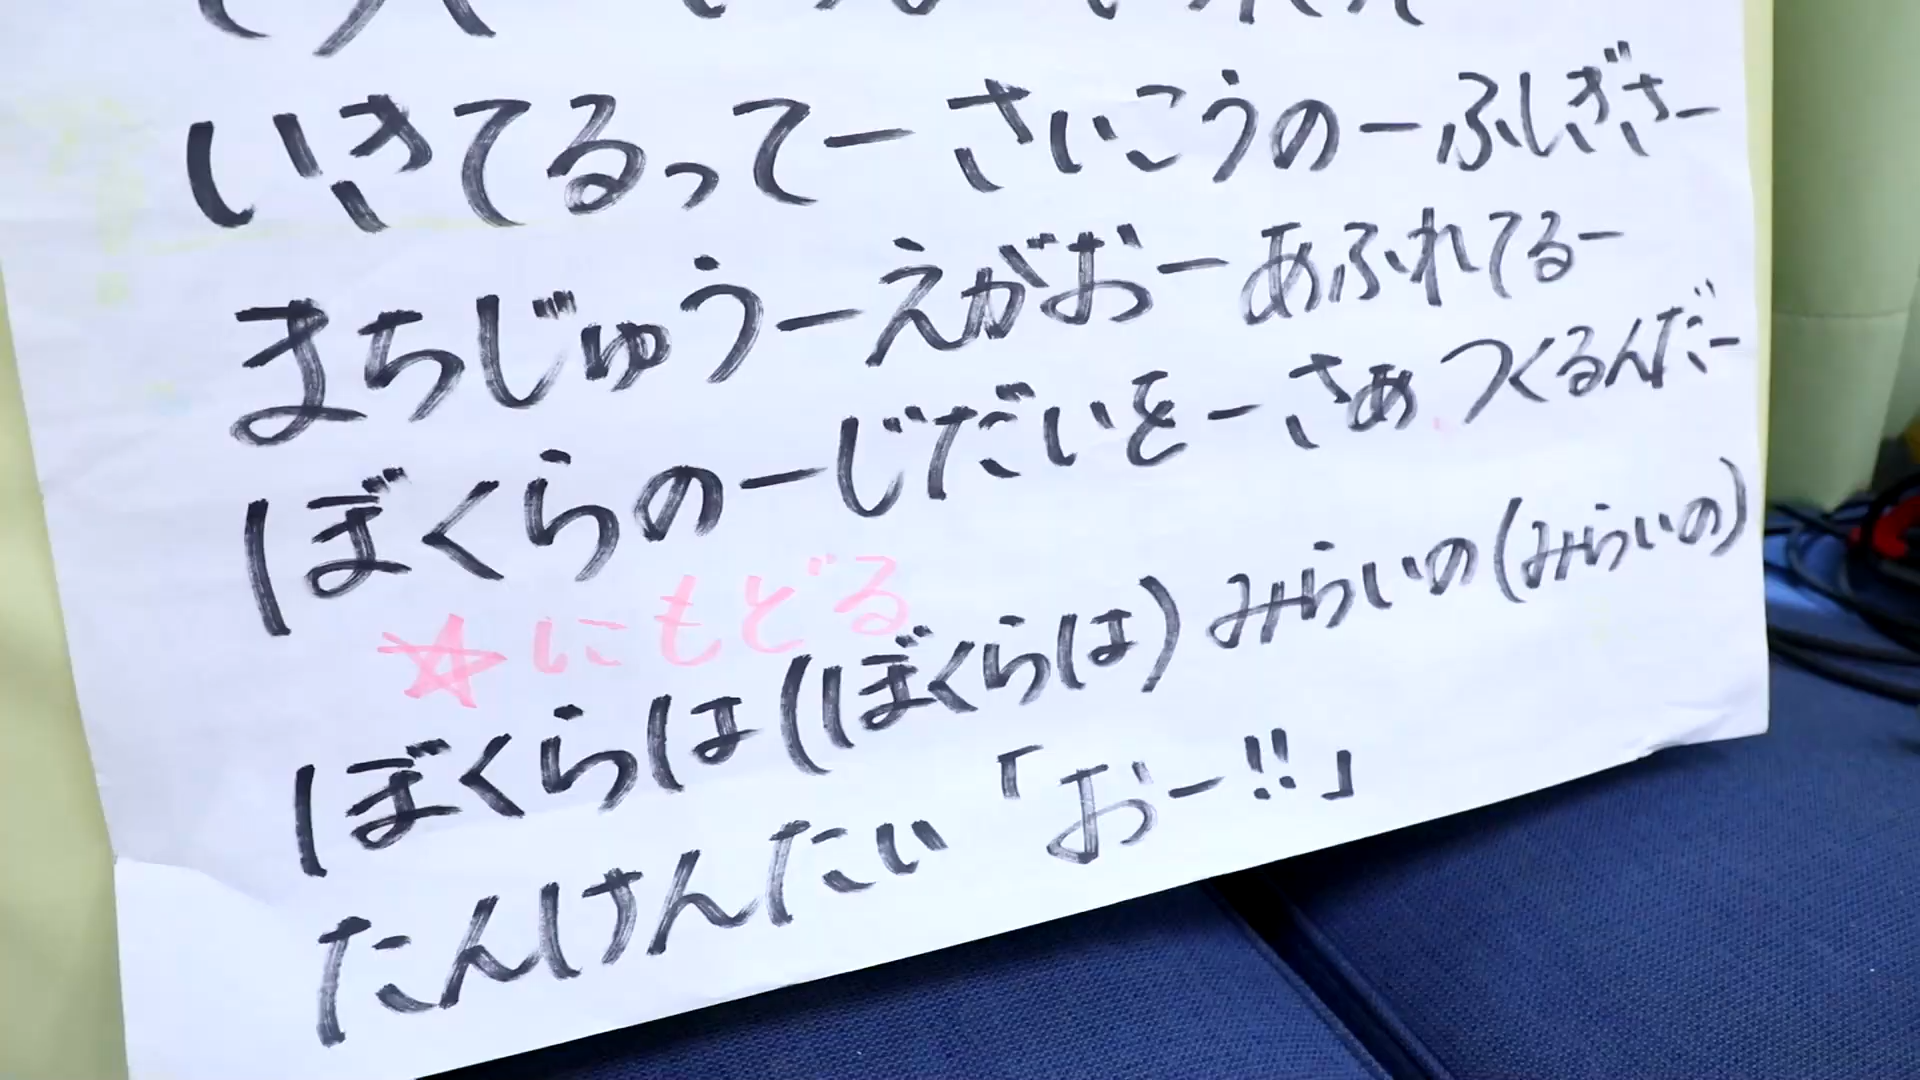 いきてるってー さいこうのーふしぎさー
まちじゅうーえがおーあふれてるー
ぼくらのーじだいをーさぁ つくるんだー
☆にもどる
ぼくらは(ぼくらは) みらいの(みらいの)
たんけんたい 「おー!!」